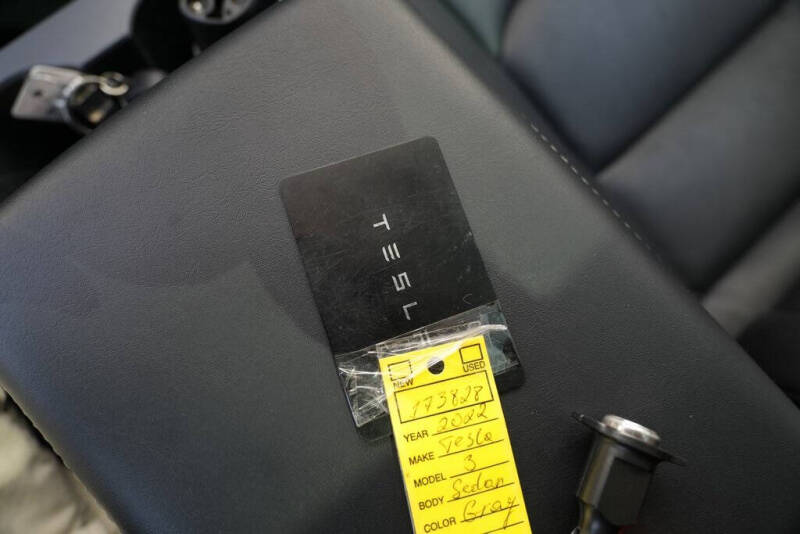 TESL
NEW USED
173828
YEAR 2022
MAKE Tesla
MODEL 3
BODY Sedan
COLOR Gray